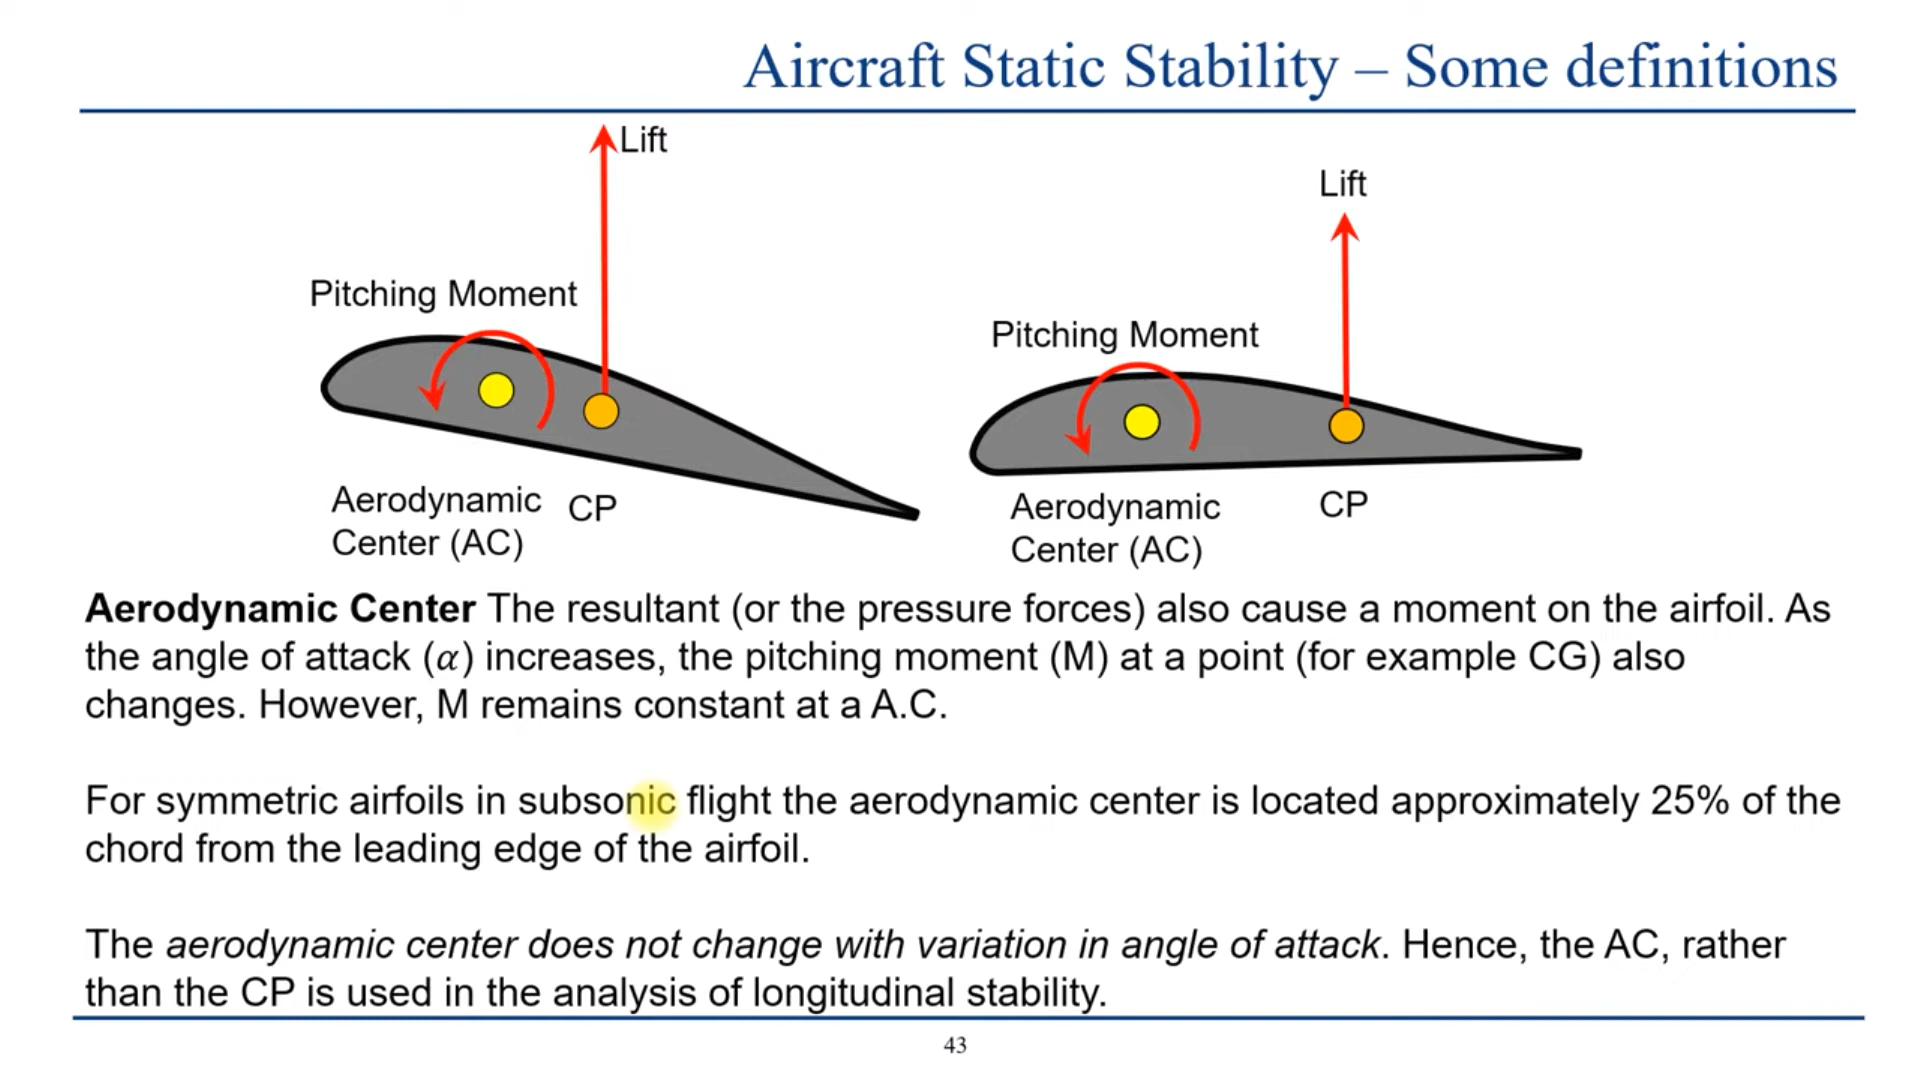 Aircraft Static Stability – Some definitions
Lift
Lift
Pitching Moment
Pitching Moment
Aerodynamic
Center (AC)
CP
Aerodynamic
Center (AC)
CP
Aerodynamic Center The resultant (or the pressure forces) also cause a moment on the airfoil. As
the angle of attack (α) increases, the pitching moment (M) at a point (for example CG) also
changes. However, M remains constant at a A.C.
For symmetric airfoils in subsonic flight the aerodynamic center is located approximately 25% of the
chord from the leading edge of the airfoil.
The aerodynamic center does not change with variation in angle of attack. Hence, the AC, rather
than the CP is used in the analysis of longitudinal stability.
43